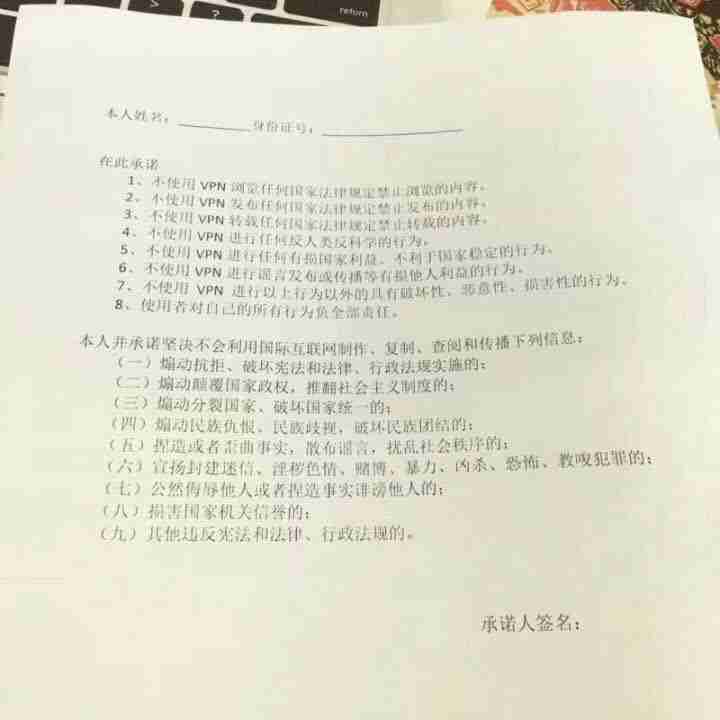 return
本人姓名：________身份证号：______________
在此承诺
1、不使用 VPN 浏览任何国家法律规定禁止浏览的内容。
2、不使用 VPN 发布任何国家法律规定禁止发布的内容。
3、不使用 VPN 转载任何国家法律规定禁止转载的内容。
4、不使用 VPN 进行任何反人类反科学的行为。
5、不使用 VPN 进行任何有损国家利益、不利于国家稳定的行为。
6、不使用 VPN 进行谣言发布或传播等有损他人利益的行为。
7、不使用 VPN 进行以上行为以外的具有破坏性、恶意性、损害性的行为。
8、使用者对自己的所有行为负全部责任。
本人并承诺坚决不会利用国际互联网制作、复制、查阅和传播下列信息：
（一）煽动抗拒、破坏宪法和法律、行政法规实施的；
（二）煽动颠覆国家政权，推翻社会主义制度的；
（三）煽动分裂国家、破坏国家统一的；
（四）煽动民族仇恨、民族歧视，破坏民族团结的；
（五）捏造或者歪曲事实，散布谣言，扰乱社会秩序的；
（六）宣扬封建迷信、淫秽色情、赌博、暴力、凶杀、恐怖、教唆犯罪的；
（七）公然侮辱他人或者捏造事实诽谤他人的；
（八）损害国家机关信誉的；
（九）其他违反宪法和法律、行政法规的。
承诺人签名：